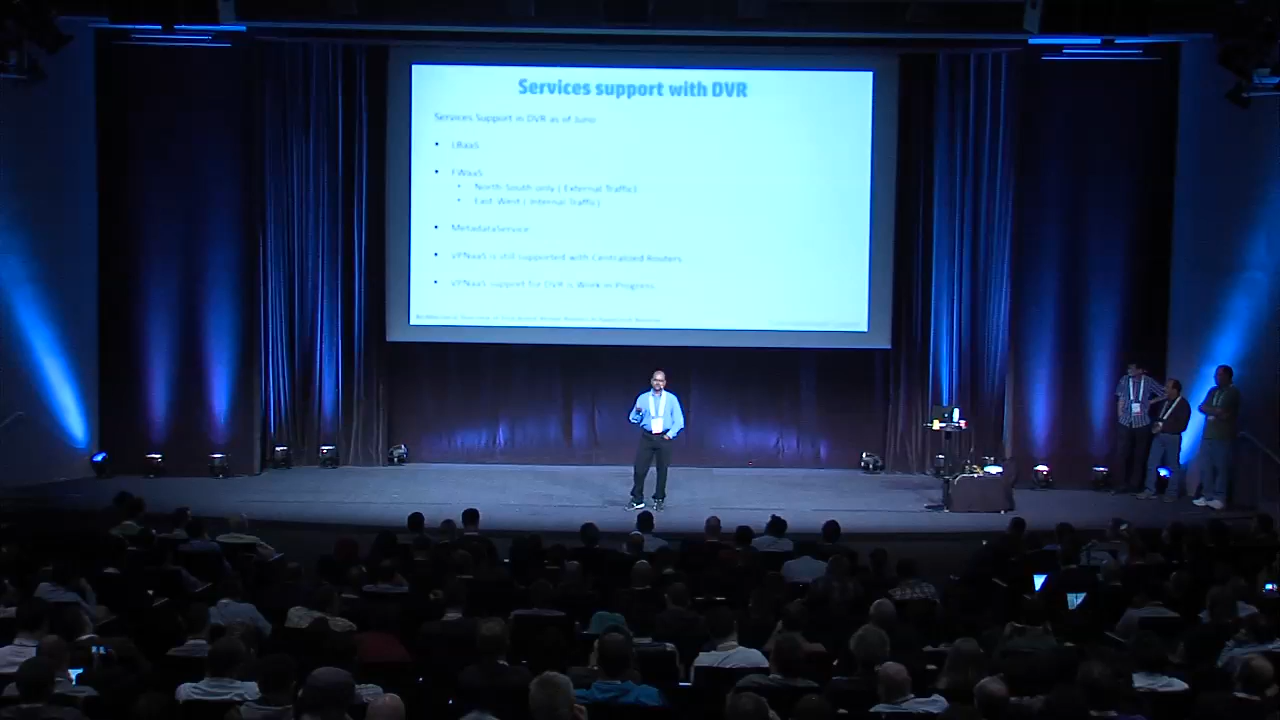 Services support with DVR
Services Support in DVR as of Juno:
• LBaaS
• FWaaS
• North-South only ( External Traffic)
• East-West ( Internal Traffic)
• MetadataService
• VPNaaS is still supported with Centralized Routers
• VPNaaS support for DVR is Work in Progress